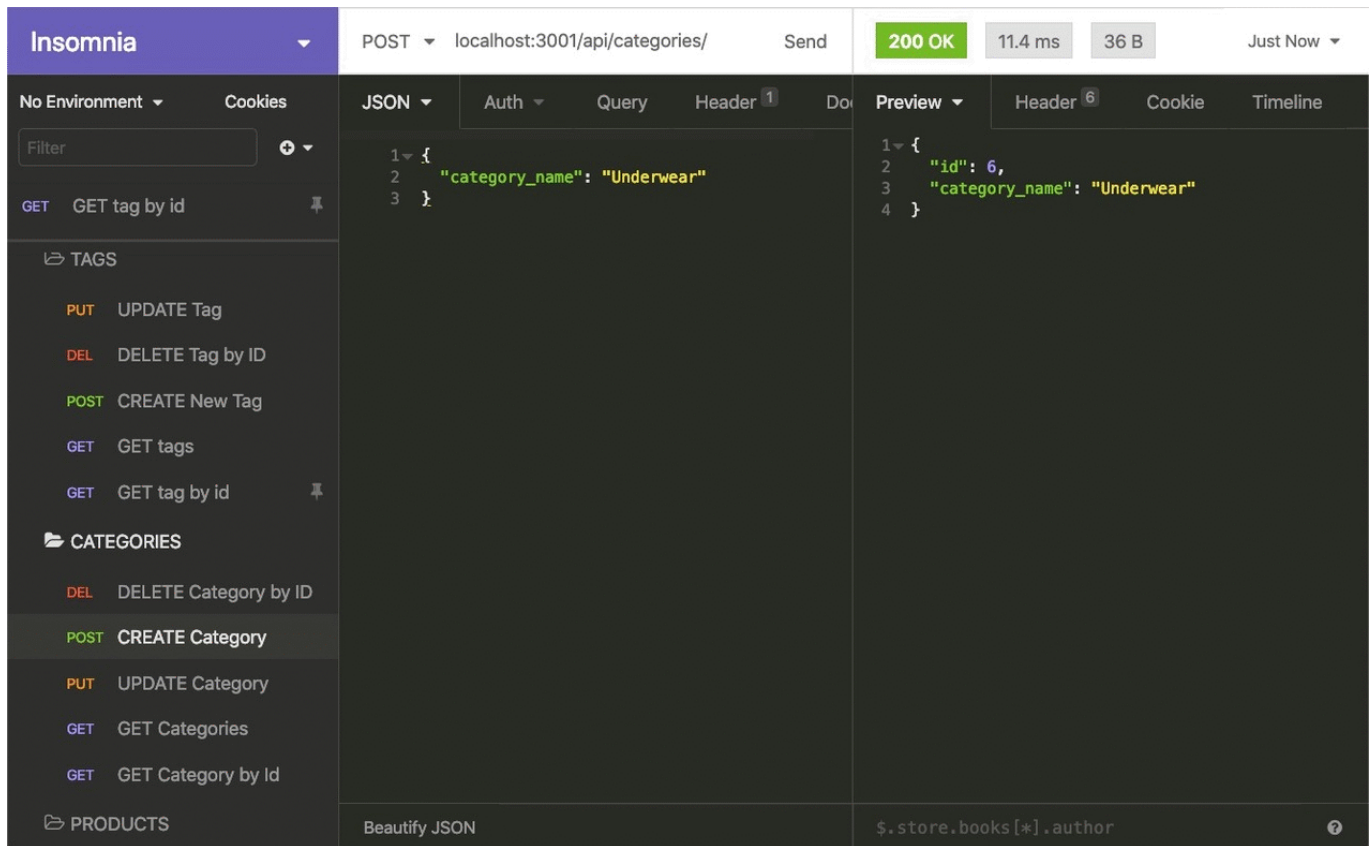 Insomnia
POST localhost:3001/api/categories/ Send
200 OK 11.4 ms 36 B Just Now
No Environment Cookies
Filter
GET GET tag by id
TAGS
PUT UPDATE Tag
DEL DELETE Tag by ID
POST CREATE New Tag
GET GET tags
GET GET tag by id
CATEGORIES
DEL DELETE Category by ID
POST CREATE Category
PUT UPDATE Category
GET GET Categories
GET GET Category by Id
PRODUCTS
JSON Auth Query Header 1 Do
1 {
2 "category_name": "Underwear"
3 }
Beautify JSON
Preview Header 6 Cookie Timeline
1 {
2 "id": 6,
3 "category_name": "Underwear"
4 }
$.store.books[*].author